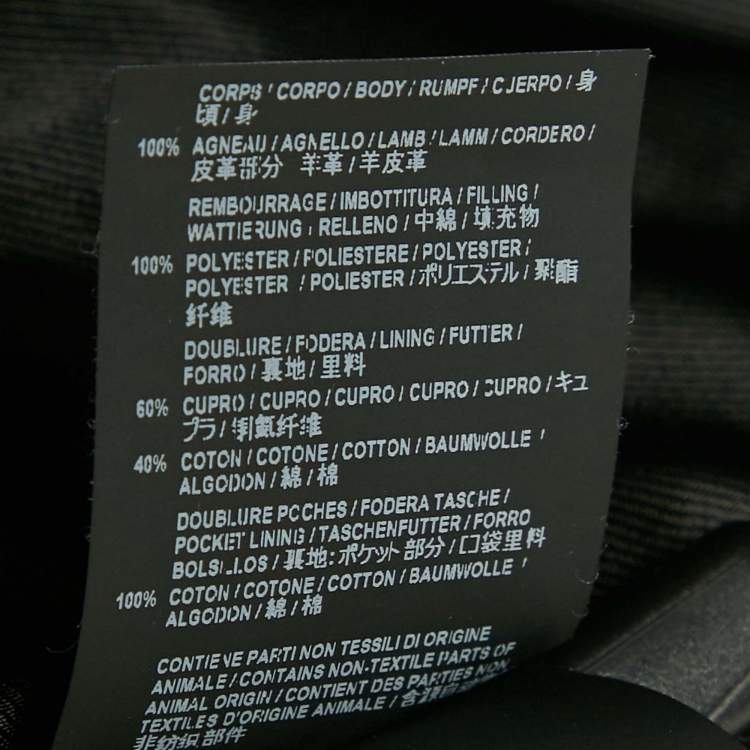 CORPS / CORPO / BODY / RUMPF / CUERPO / 身
頃 / 身
100% AGNEAU / AGNELLO / LAMB / LAMM / CORDERO /
皮革部分 羊革 / 羊皮革
REMBOURRAGE / IMBOTTITURA / FILLING /
WATTIERUNG / RELLENO / 中綿 / 填充物
100% POLYESTER / POLIESTERE / POLYESTER /
POLYESTER / POLIESTER / ポリエステル / 聚酯
纤维
DOUBLURE / FODERA / LINING / FUTTER /
FORRO / 裏地 / 里料
60% CUPRO / CUPRO / CUPRO / CUPRO / CUPRO / キュ
プラ / 铜氨纤维
40% COTON / COTONE / COTTON / BAUMWOLLE /
ALGODON / 綿 / 棉
DOUBLURE POCHES / FODERA TASCHE /
POCKET LINING / TASCHENFUTTER / FORRO
BOLSILLOS / 裏地:ポケット部分 / 口袋里料
100% COTON / COTONE / COTTON / BAUMWOLLE /
ALGODON / 綿 / 棉
CONTIENE PARTI NON TESSILI DI ORIGINE
ANIMALE / CONTAINS NON-TEXTILE PARTS OF
ANIMAL ORIGIN / CONTIENT DES PARTIES NON
TEXTILES D'ORIGINE ANIMALE /
非纺织部件